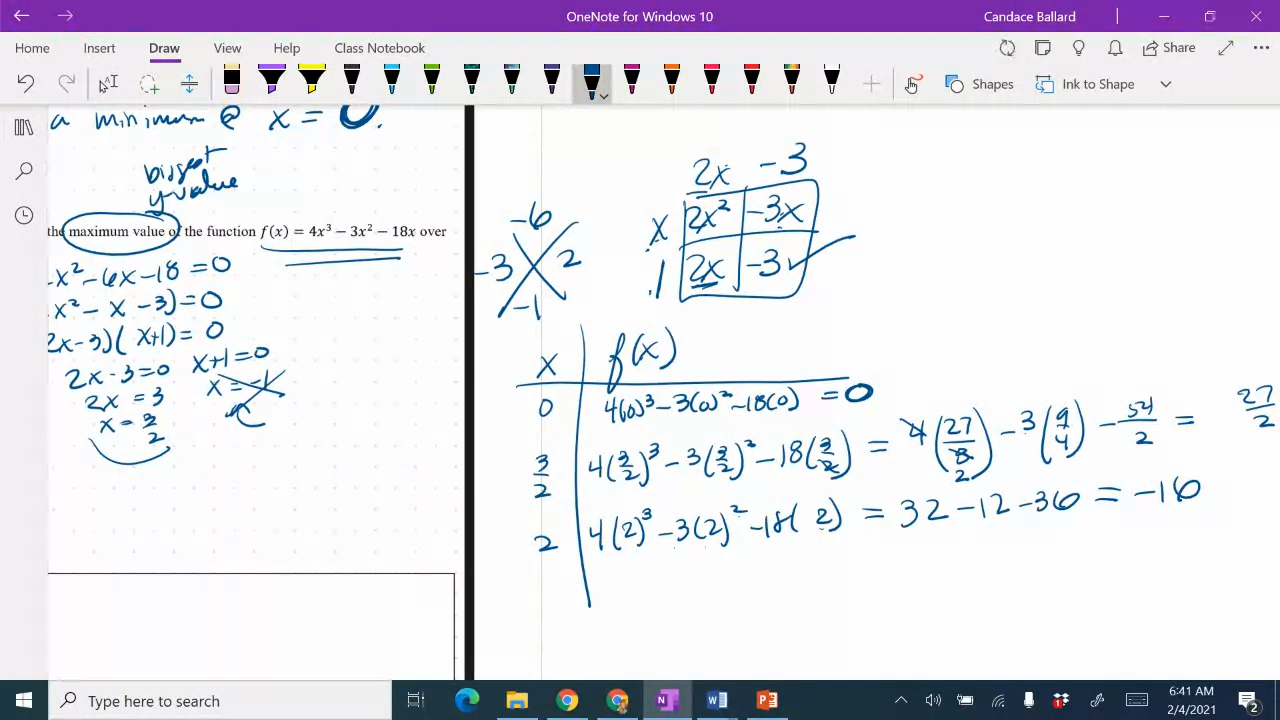 OneNote for Windows 10
Candace Ballard
Home Insert Draw View Help Class Notebook
Share
Shapes
Ink to Shape
a minimum @ x = 0.
biggest
y-value
the maximum value of the function f(x) = 4x³ − 3x² − 18x over
x² - 6x - 18 = 0
x² - x - 3) = 0
2x-3)(x+1) = 0
2x-3=0 x+1=0
2x = 3 x = -1
x = 3/2
-6
-3 2
-1
2x -3
x 2x² -3x
1 2x -3
x f(x)
0 4(0)³ - 3(0)² - 18(0) = 0
3/2 4(3/2)³ - 3(3/2)² - 18(3/2) = 4(27/8) - 3(9/4) - 54/2 = 27/2
2
2 4(2)³ - 3(2)² - 18(2) = 32 - 12 - 36 = -16
Type here to search
6:41 AM
2/4/2021
2